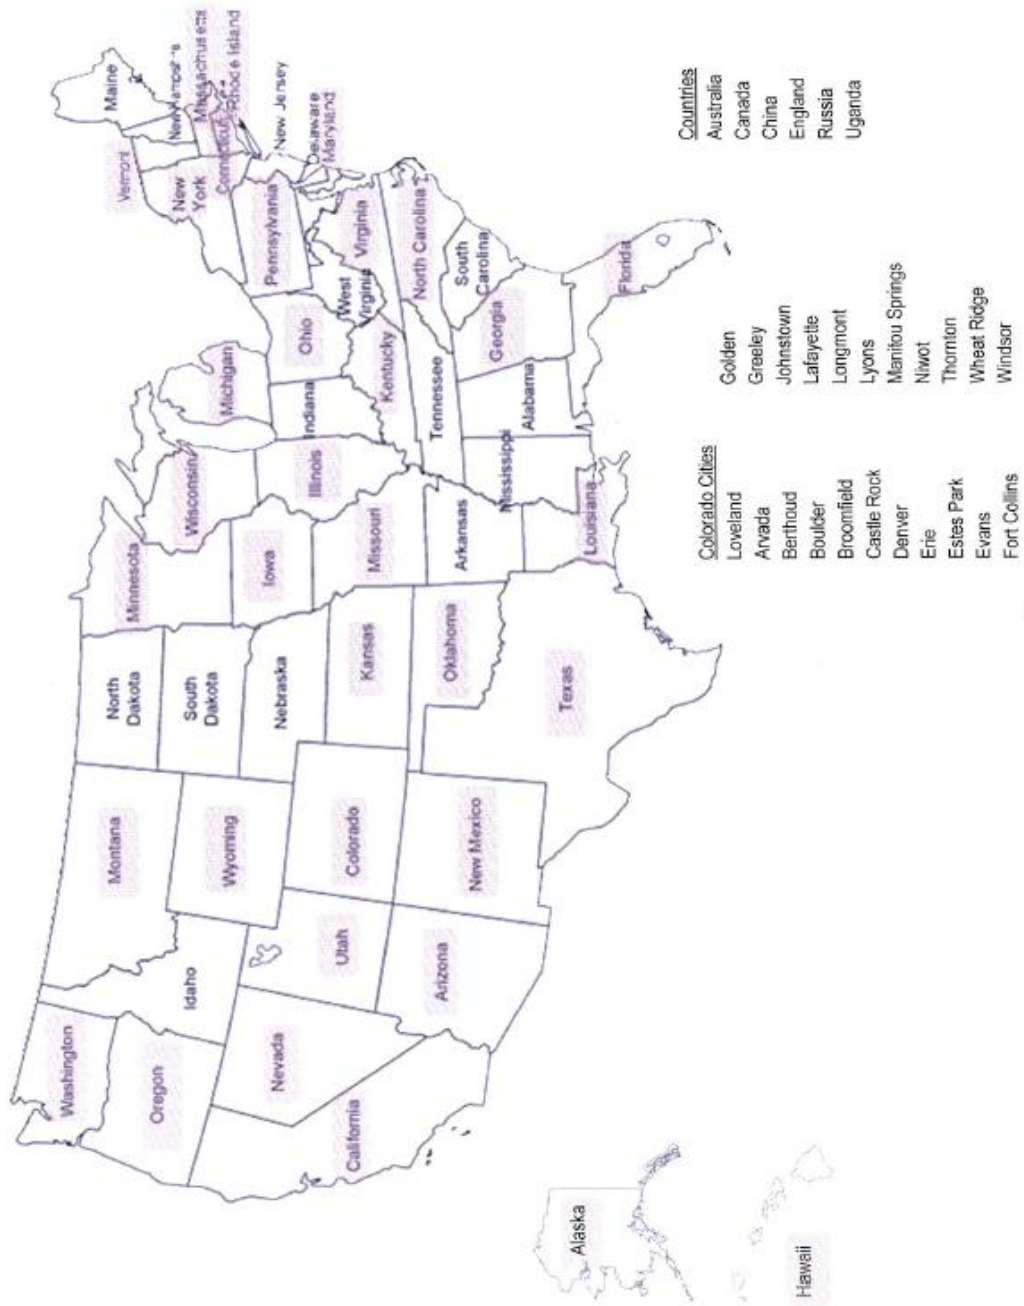 Washington
Oregon
California
Nevada
Idaho
Montana
Wyoming
Utah
Arizona
Colorado
New Mexico
North
Dakota
South
Dakota
Nebraska
Kansas
Oklahoma
Texas
Minnesota
Iowa
Missouri
Arkansas
Louisiana
Wisconsin
Illinois
Michigan
Indiana
Ohio
Kentucky
Tennessee
Mississippi
Alabama
Georgia
Florida
South
Carolina
North Carolina
Virginia
West
Virginia
Pennsylvania
New
York
Vermont
Maine
New Hampshire
Massachusetts
Rhode Island
Connecticut
New Jersey
Delaware
Maryland
Alaska
Hawaii
Colorado Cities
Loveland
Arvada
Berthoud
Boulder
Broomfield
Castle Rock
Denver
Erie
Estes Park
Evans
Fort Collins
Golden
Greeley
Johnstown
Lafayette
Longmont
Lyons
Manitou Springs
Niwot
Thornton
Wheat Ridge
Windsor
Countries
Australia
Canada
China
England
Russia
Uganda